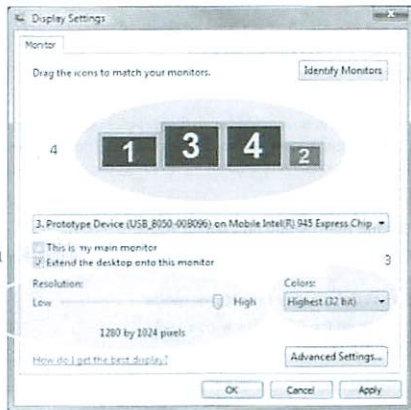 Display Settings
Monitor
Drag the icons to match your monitors.
Identify Monitors
4
1
3
4
2
3. Prototype Device (USB_8050-00B096) on Mobile Intel(R) 945 Express Chip
This is my main monitor
Extend the desktop onto this monitor
3
Resolution:
Colors:
Low
High
Highest (32 bit)
1280 by 1024 pixels
How do I get the best display?
Advanced Settings...
OK
Cancel
Apply